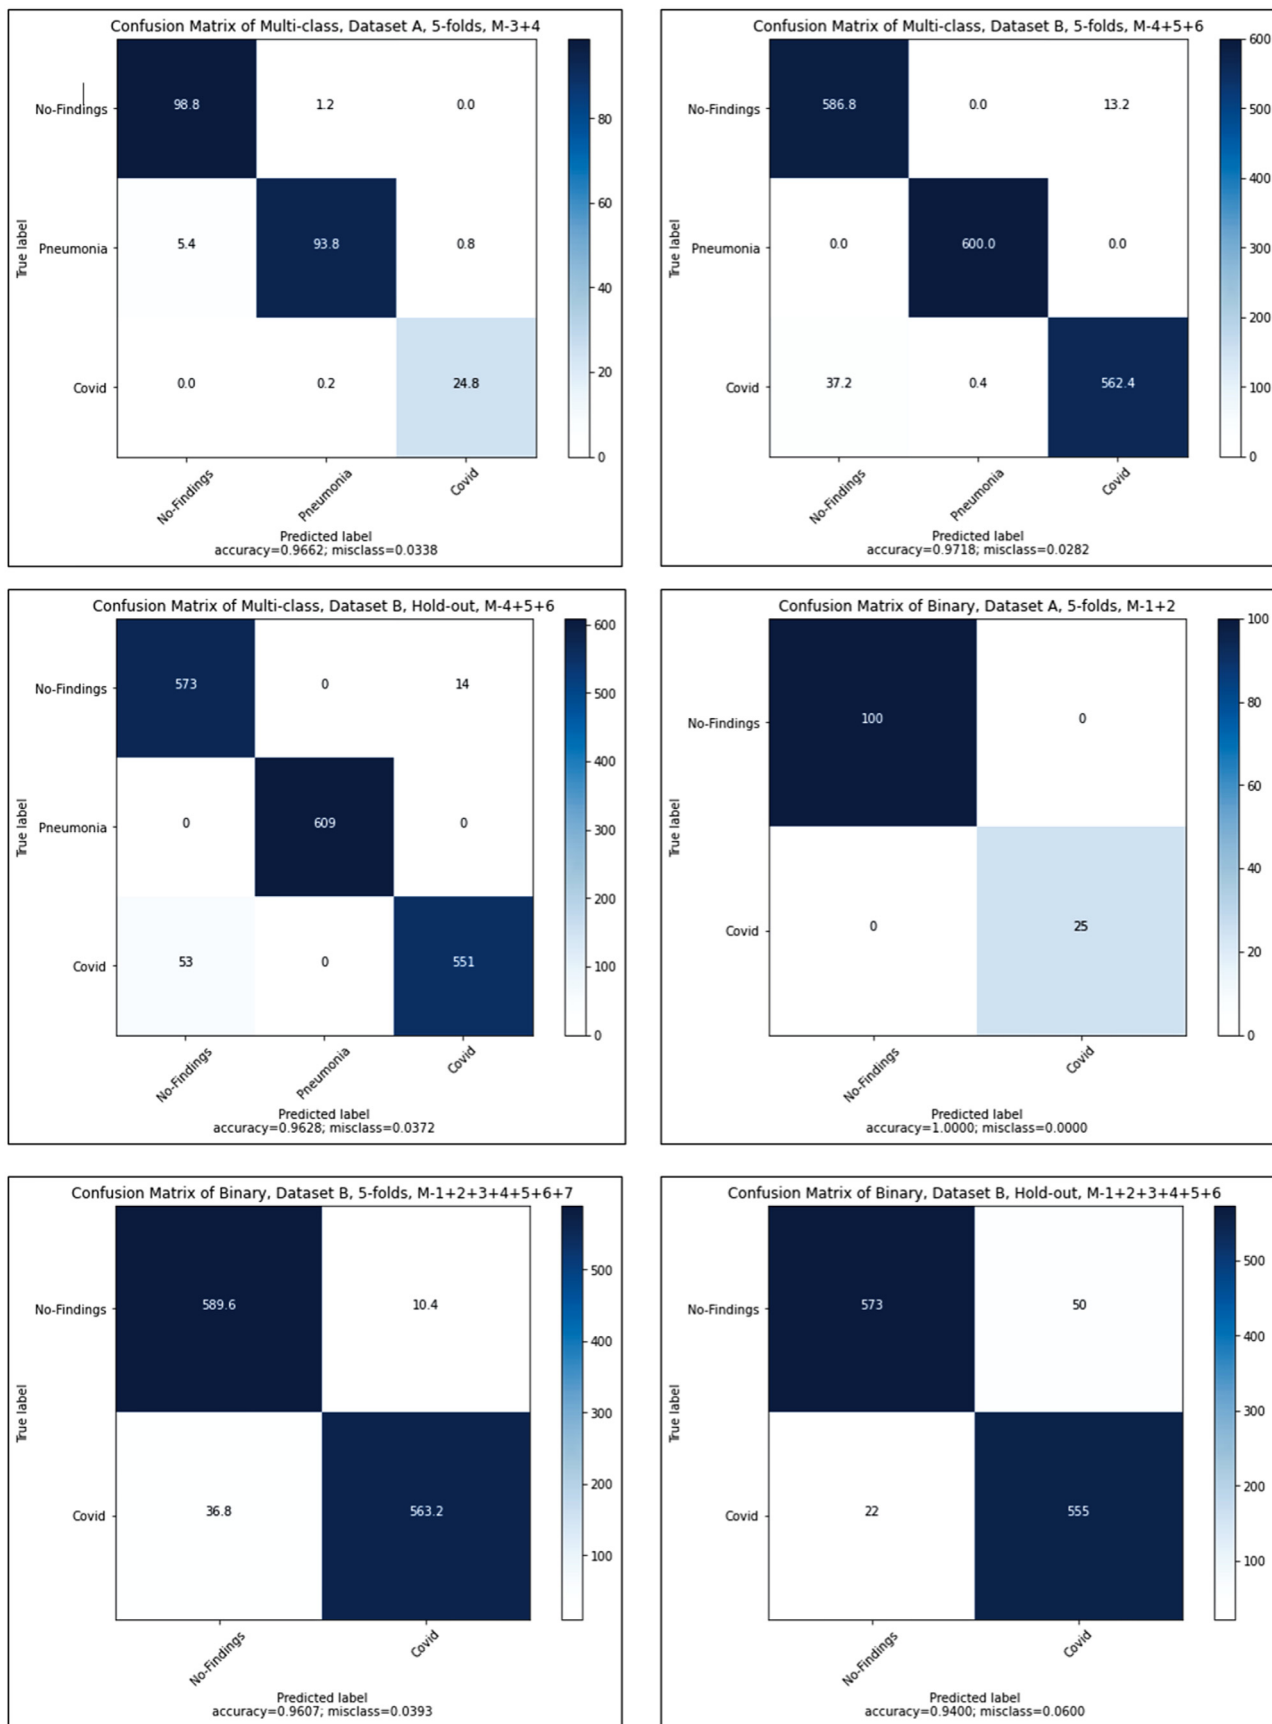 Confusion Matrix of Multi-class, Dataset A, 5-folds, M-3+4
No-Findings 98.8 1.2 0.0
Pneumonia 5.4 93.8 0.8
Covid 0.0 0.2 24.8
True label
80
60
40
20
0
No-Findings Pneumonia Covid
Predicted label
accuracy=0.9662; misclass=0.0338
Confusion Matrix of Multi-class, Dataset B, 5-folds, M-4+5+6
No-Findings 586.8 0.0 13.2
Pneumonia 0.0 600.0 0.0
Covid 37.2 0.4 562.4
True label
600
500
400
300
200
100
0
No-Findings Pneumonia Covid
Predicted label
accuracy=0.9718; misclass=0.0282
Confusion Matrix of Multi-class, Dataset B, Hold-out, M-4+5+6
No-Findings 573 0 14
Pneumonia 0 609 0
Covid 53 0 551
True label
600
500
400
300
200
100
0
No-Findings Pneumonia Covid
Predicted label
accuracy=0.9628; misclass=0.0372
Confusion Matrix of Binary, Dataset A, 5-folds, M-1+2
No-Findings 100 0
Covid 0 25
True label
100
80
60
40
20
0
No-Findings Covid
Predicted label
accuracy=1.0000; misclass=0.0000
Confusion Matrix of Binary, Dataset B, 5-folds, M-1+2+3+4+5+6+7
No-Findings 589.6 10.4
Covid 36.8 563.2
True label
500
400
300
200
100
No-Findings Covid
Predicted label
accuracy=0.9607; misclass=0.0393
Confusion Matrix of Binary, Dataset B, Hold-out, M-1+2+3+4+5+6
No-Findings 573 50
Covid 22 555
True label
500
400
300
200
100
No-Findings Covid
Predicted label
accuracy=0.9400; misclass=0.0600